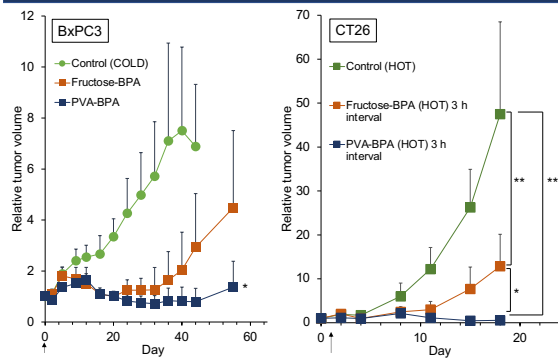 BxPC3
Control (COLD)
Fructose-BPA
PVA-BPA
Relative tumor volume
12
10
8
6
4
2
0
*
0
20
40
60
Day
CT26
Control (HOT)
Fructose-BPA (HOT) 3 h
interval
PVA-BPA (HOT) 3 h
interval
Relative tumor volume
70
60
50
40
30
20
10
0
**
**
*
0
20
Day